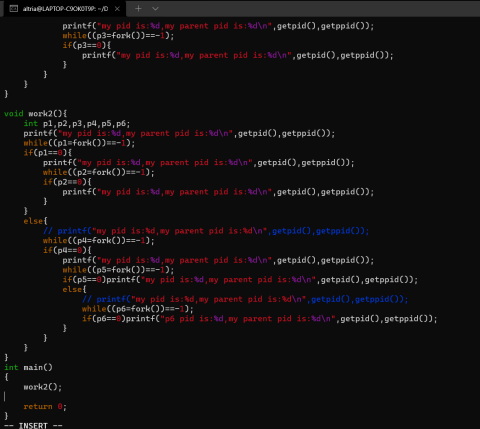 altria@LAPTOP-C9OK0T9P: ~/O
printf("my pid is:%d,my parent pid is:%d\n",getpid(),getppid());
while((p3=fork())==-1);
if(p3==0){
printf("my pid is:%d,my parent pid is:%d\n",getpid(),getppid());
}
}
}
}
void work2(){
int p1,p2,p3,p4,p5,p6;
printf("my pid is:%d,my parent pid is:%d\n",getpid(),getppid());
while((p1=fork())==-1);
if(p1==0){
printf("my pid is:%d,my parent pid is:%d\n",getpid(),getppid());
while((p2=fork())==-1);
if(p2==0){
printf("my pid is:%d,my parent pid is:%d\n",getpid(),getppid());
}
}
else{
// printf("my pid is:%d,my parent pid is:%d\n",getpid(),getppid());
while((p4=fork())==-1);
if(p4==0){
printf("my pid is:%d,my parent pid is:%d\n",getpid(),getppid());
while((p5=fork())==-1);
if(p5==0)printf("my pid is:%d,my parent pid is:%d\n",getpid(),getppid());
else{
// printf("my pid is:%d,my parent pid is:%d\n",getpid(),getppid());
while((p6=fork())==-1);
if(p6==0)printf("p6 pid is:%d,my parent pid is:%d\n",getpid(),getppid());
}
}
}
}
int main()
{
work2();
return 0;
}
-- INSERT --